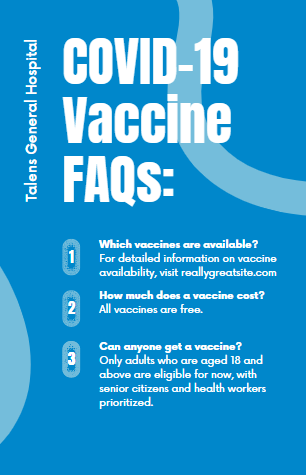 Talens General Hospital
COVID-19
Vaccine
FAQs:
1
Which vaccines are available?
For detailed information on vaccine
availability, visit reallygreatsite.com
2
How much does a vaccine cost?
All vaccines are free.
3
Can anyone get a vaccine?
Only adults who are aged 18 and
above are eligible for now, with
senior citizens and health workers
prioritized.